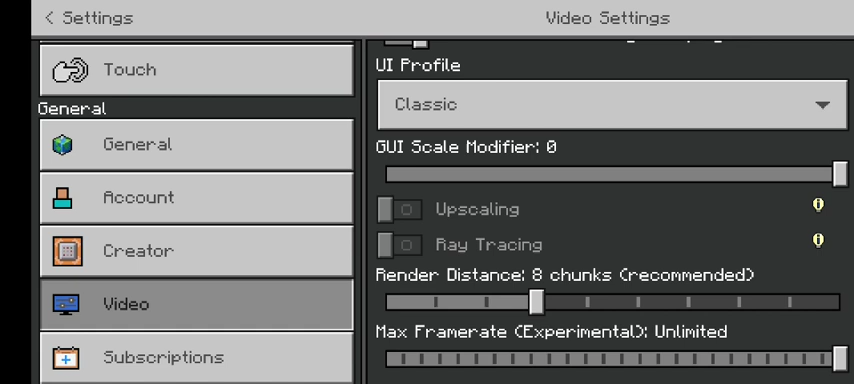 < Settings
Video Settings
Touch
General
General
Account
Creator
Video
Subscriptions
UI Profile
Classic
GUI Scale Modifier: 0
Upscaling
Ray Tracing
Render Distance: 8 chunks (recommended)
Max Framerate (Experimental): Unlimited